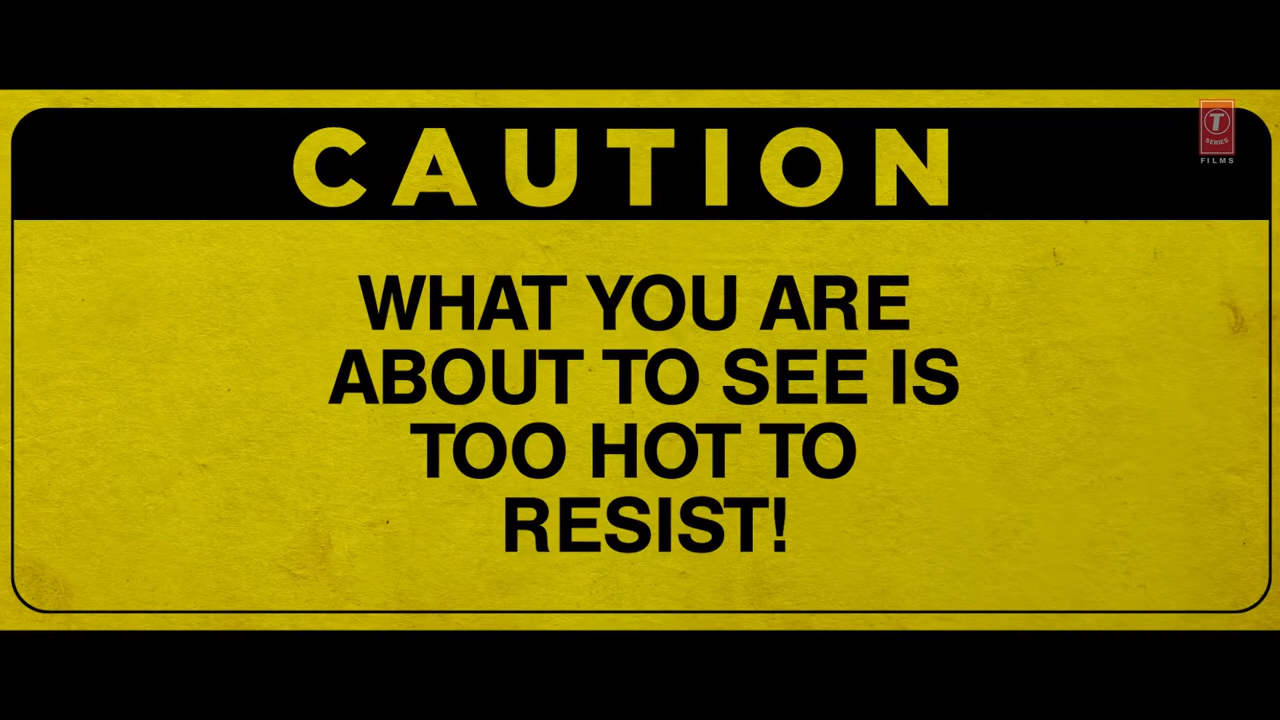 CAUTION
T
SERIES
FILMS
WHAT YOU ARE
ABOUT TO SEE IS
TOO HOT TO
RESIST!